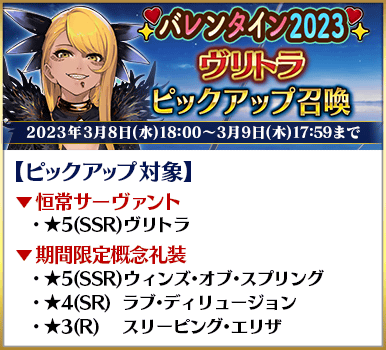 バレンタイン2023
ヴリトラ
ピックアップ召喚
2023年3月8日(水)18:00～3月9日(木)17:59まで
【ピックアップ対象】
▼恒常サーヴァント
・★5(SSR)ヴリトラ
▼期間限定概念礼装
・★5(SSR)ウィンズ・オブ・スプリング
・★4(SR) ラブ・ディリュージョン
・★3(R) スリーピング・エリザ